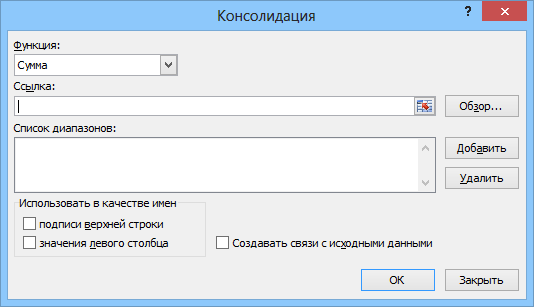 Консолидация
?
Функция:
Сумма
Ссылка:
Обзор...
Список диапазонов:
Добавить
Удалить
Использовать в качестве имен
подписи верхней строки
значения левого столбца
Создавать связи с исходными данными
ОК
Закрыть